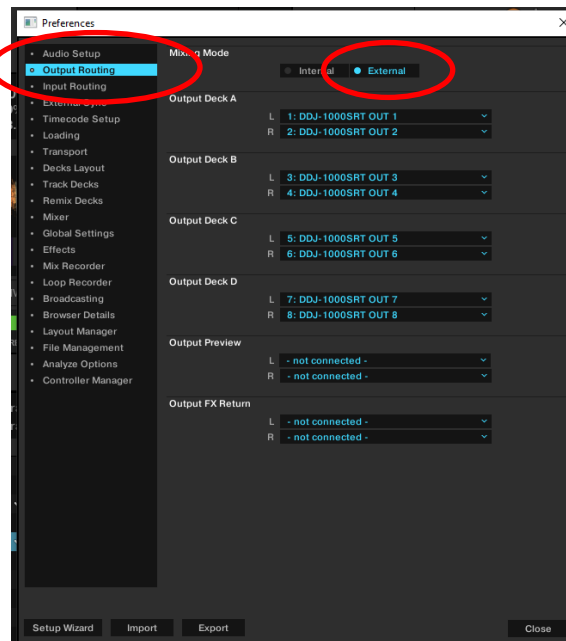 Preferences
Audio Setup
Output Routing
Input Routing
External Sync
Timecode Setup
Loading
Transport
Decks Layout
Track Decks
Remix Decks
Mixer
Global Settings
Effects
Mix Recorder
Loop Recorder
Broadcasting
Browser Details
Layout Manager
File Management
Analyze Options
Controller Manager
Mixing Mode
Internal External
Output Deck A
L 1: DDJ-1000SRT OUT 1
R 2: DDJ-1000SRT OUT 2
Output Deck B
L 3: DDJ-1000SRT OUT 3
R 4: DDJ-1000SRT OUT 4
Output Deck C
L 5: DDJ-1000SRT OUT 5
R 6: DDJ-1000SRT OUT 6
Output Deck D
L 7: DDJ-1000SRT OUT 7
R 8: DDJ-1000SRT OUT 8
Output Preview
L - not connected -
R - not connected -
Output FX Return
L - not connected -
R - not connected -
Setup Wizard Import Export Close